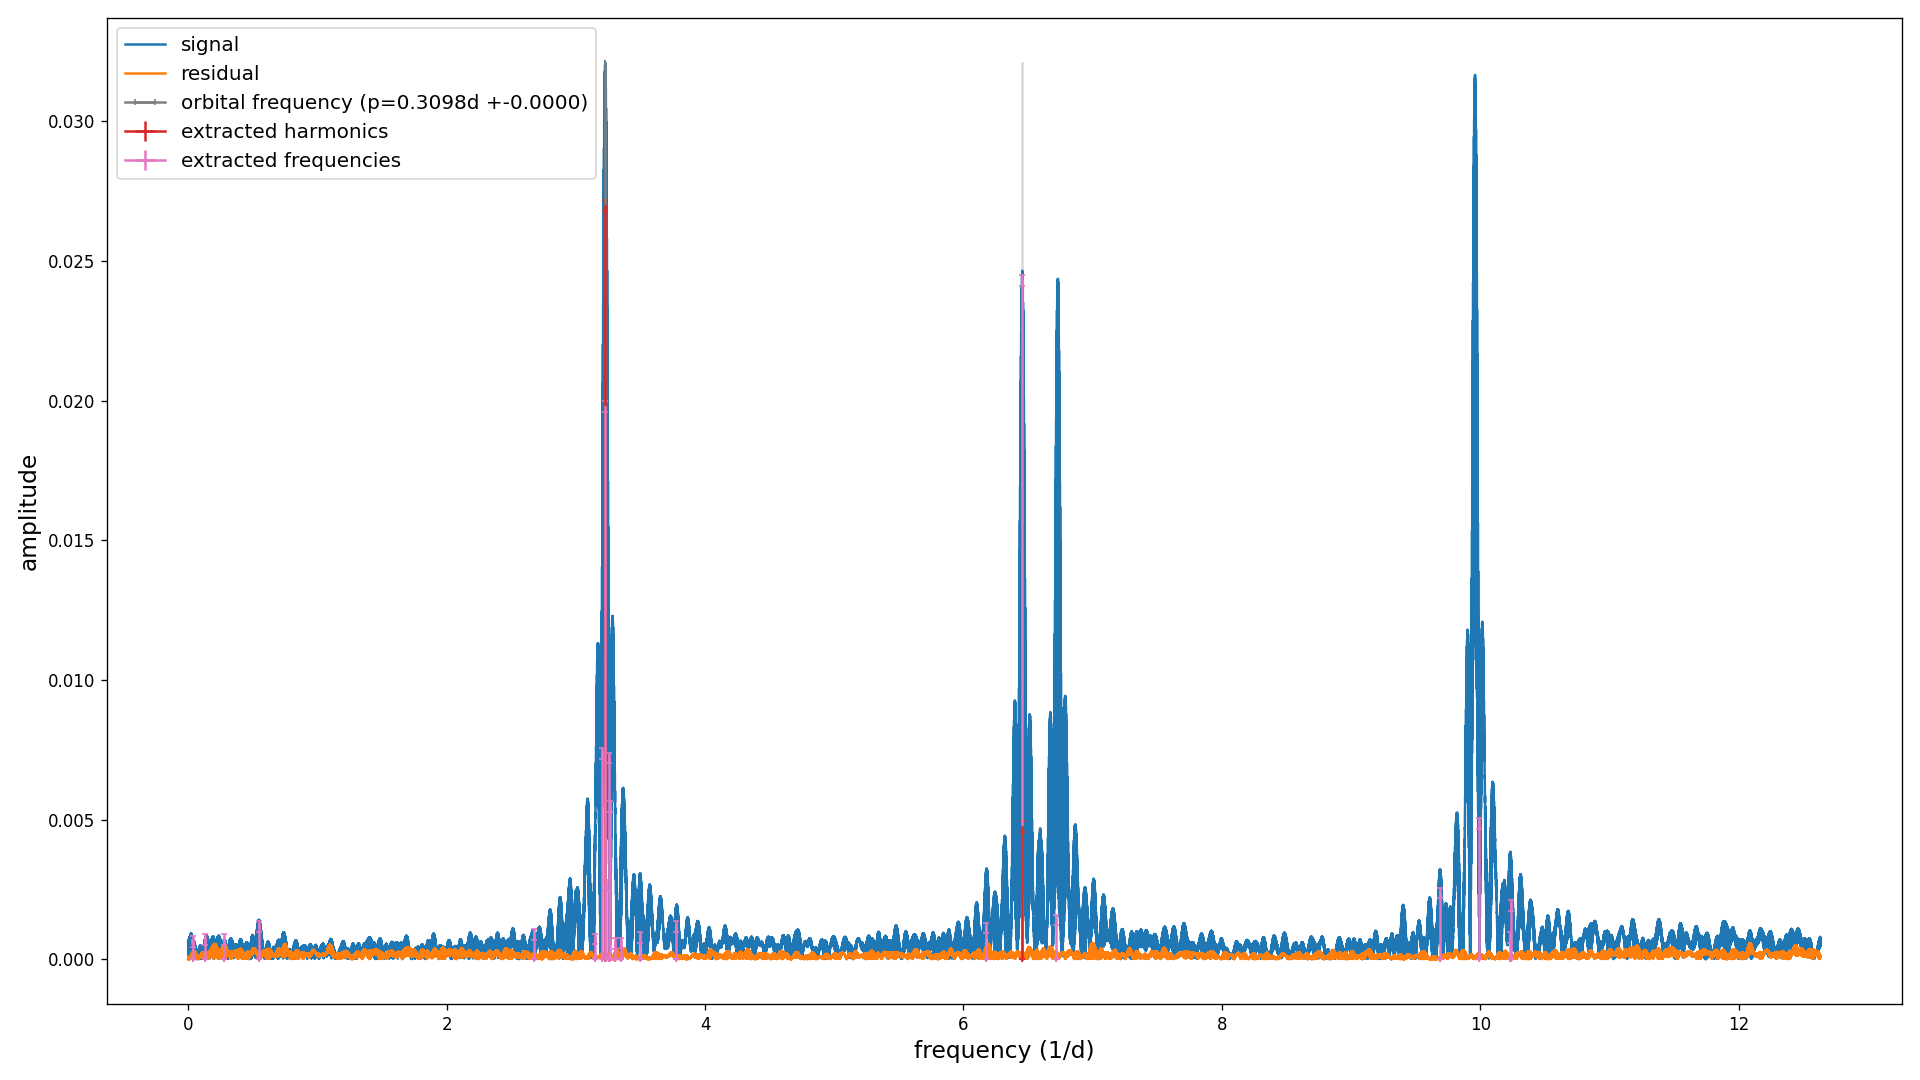 signal
residual
orbital frequency (p=0.3098d +-0.0000)
extracted harmonics
extracted frequencies
0.030
0.025
0.020
0.015
0.010
0.005
0.000
amplitude
0 2 4 6 8 10 12
frequency (1/d)